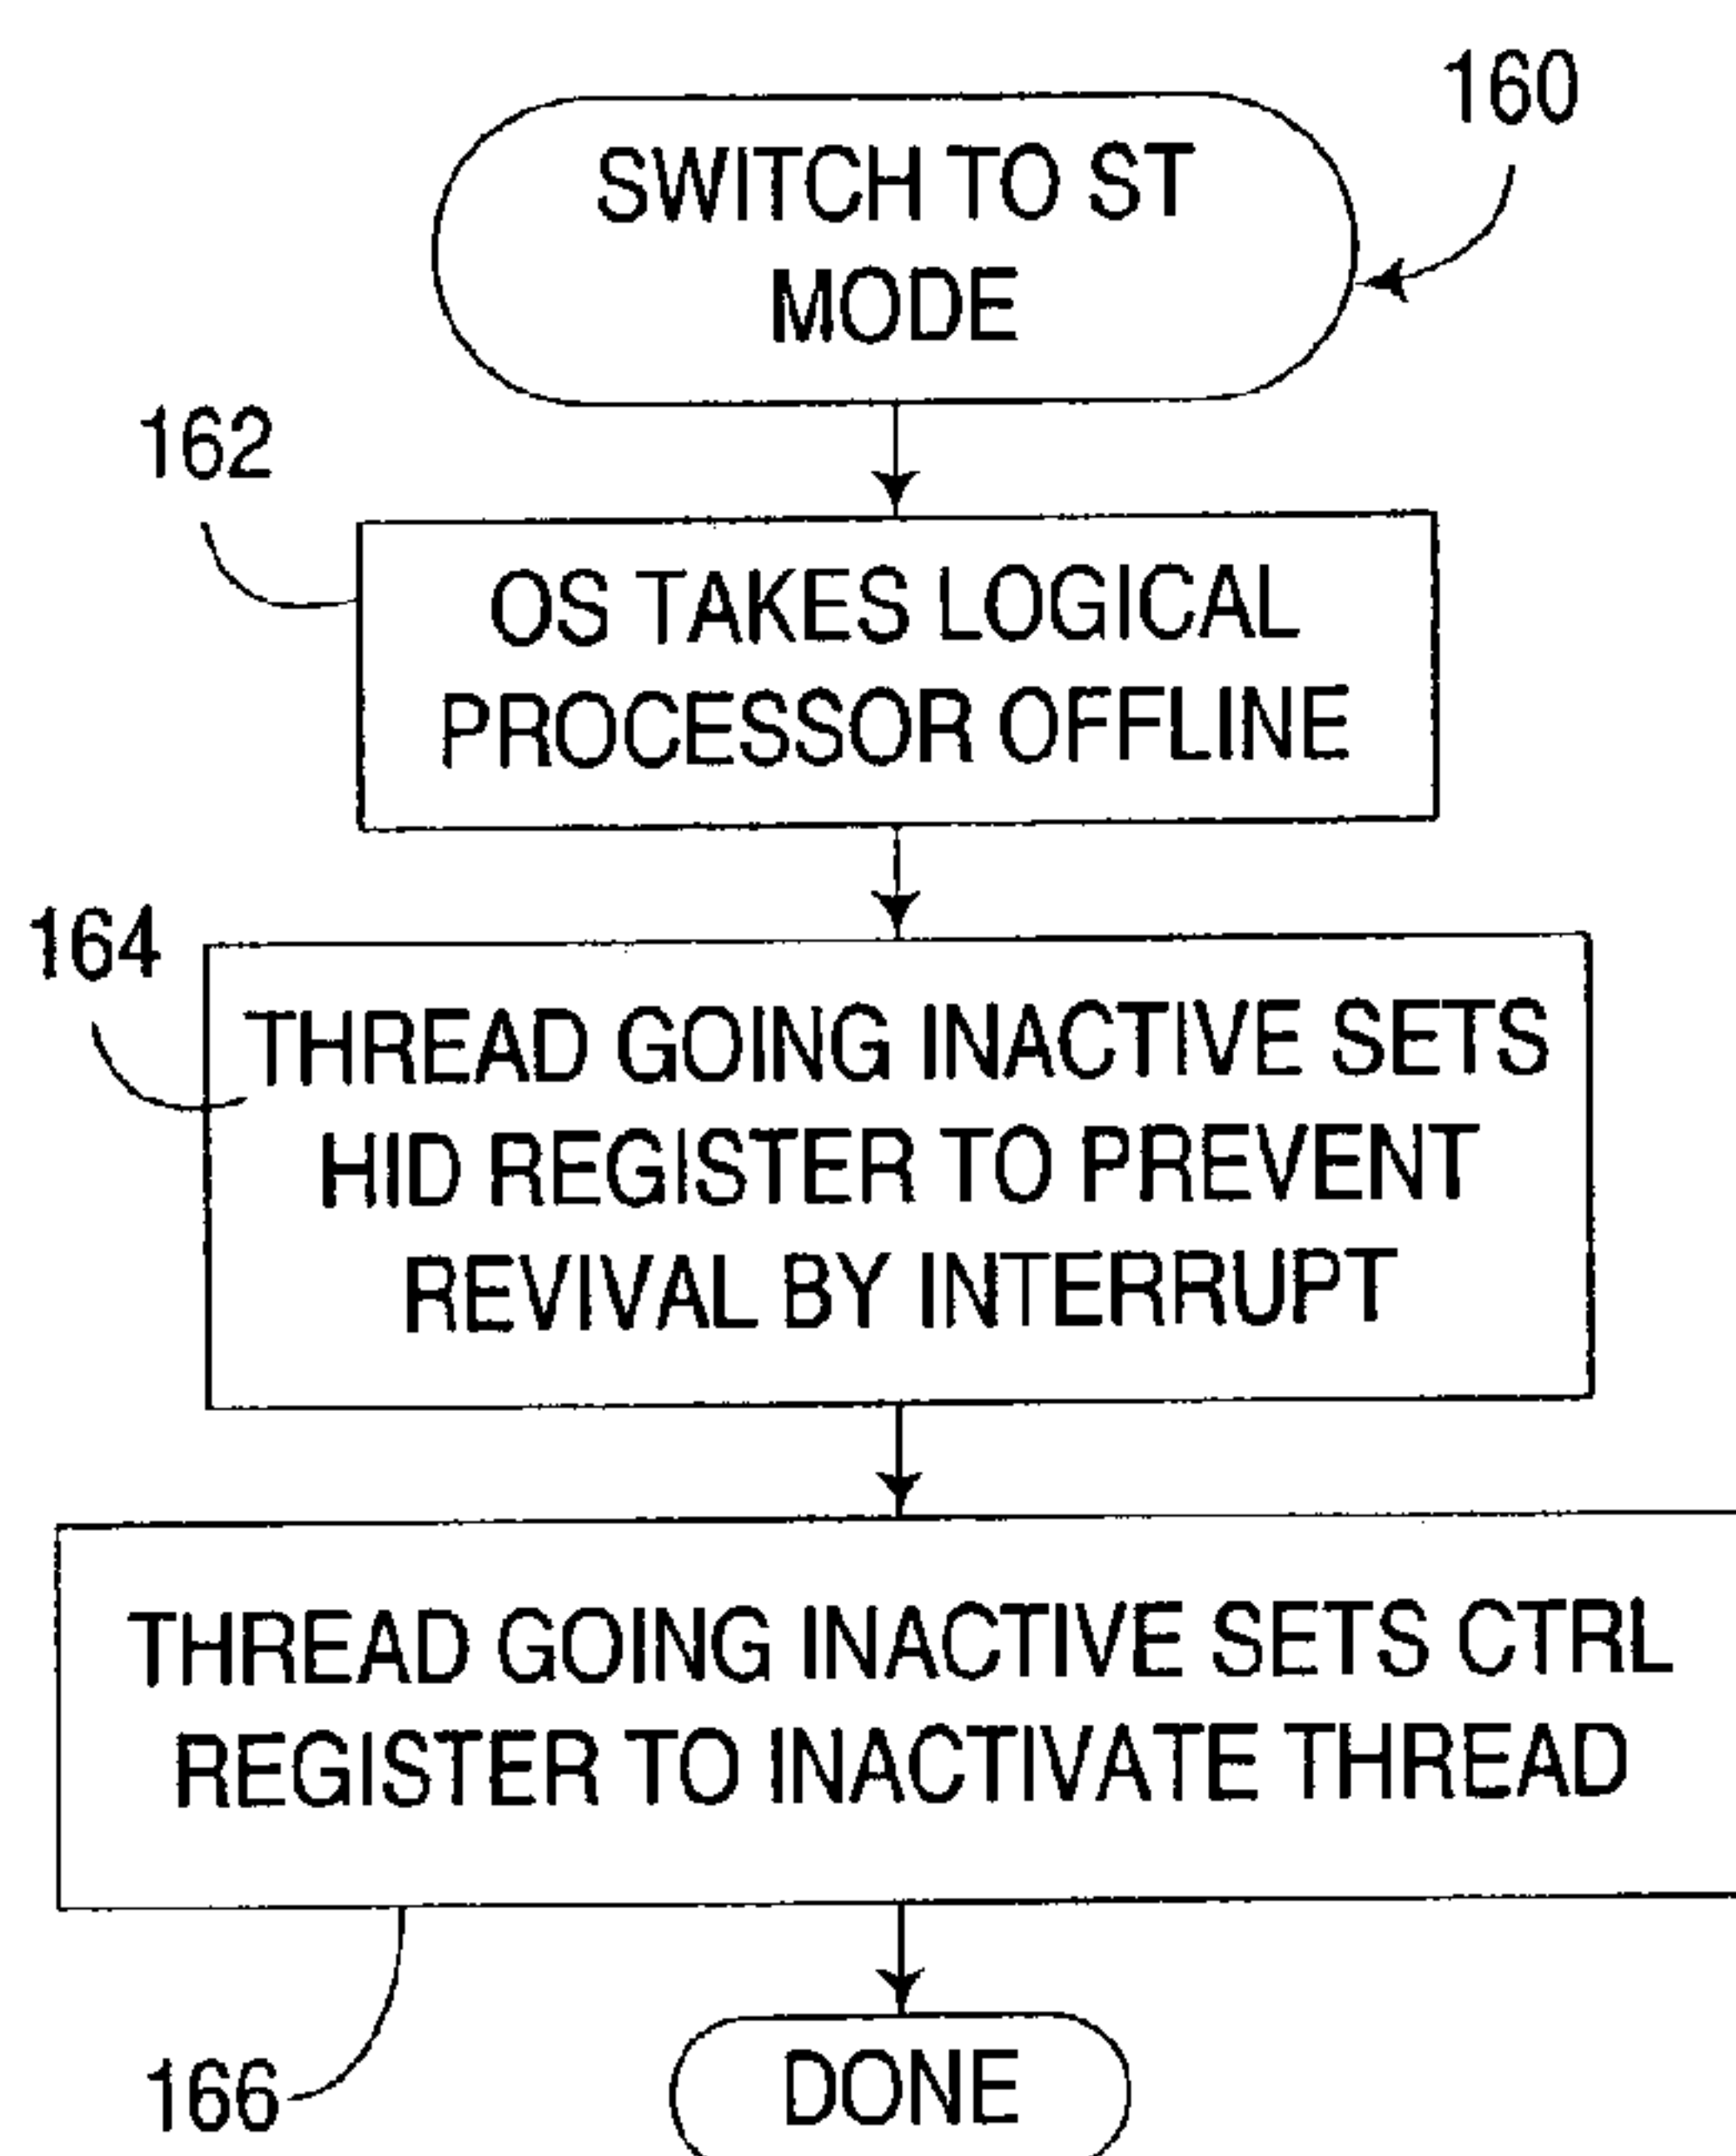 160
SWITCH TO ST
MODE
162
OS TAKES LOGICAL
PROCESSOR OFFLINE
164
THREAD GOING INACTIVE SETS
HID REGISTER TO PREVENT
REVIVAL BY INTERRUPT
THREAD GOING INACTIVE SETS CTRL
REGISTER TO INACTIVATE THREAD
166
DONE